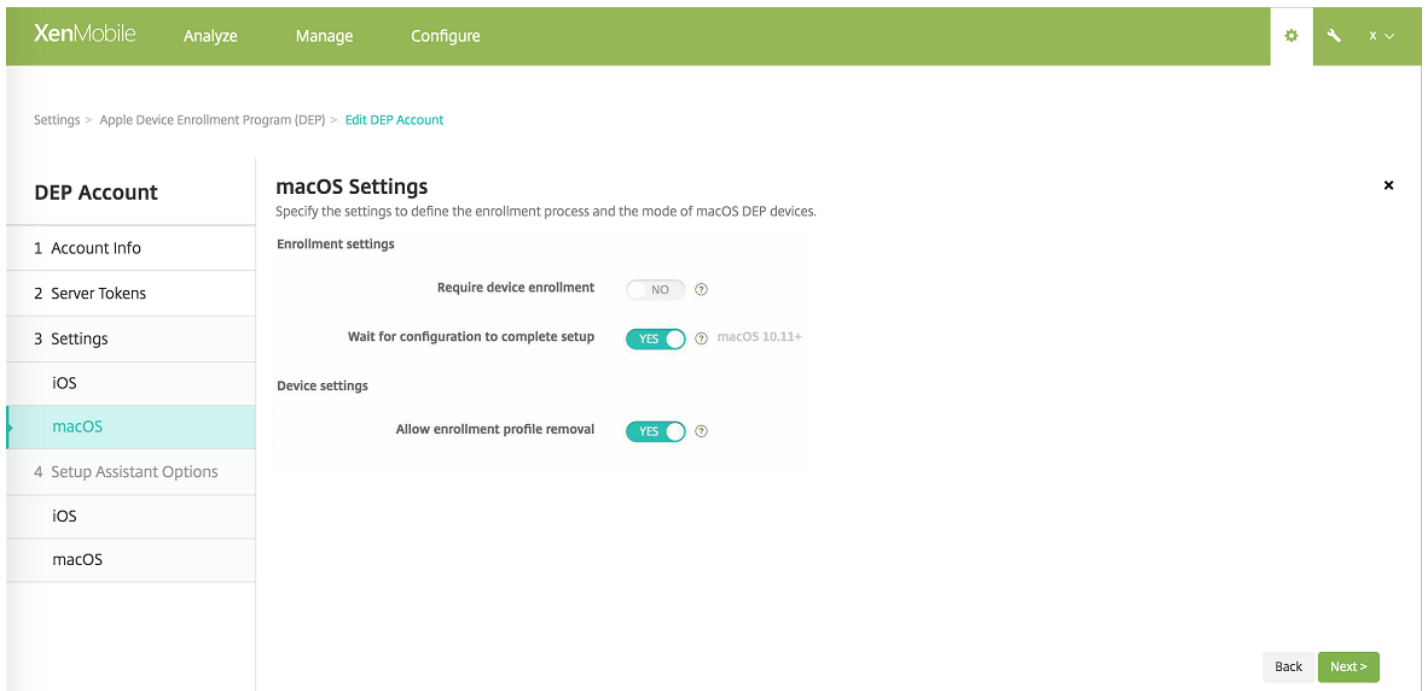 XenMobile Analyze Manage Configure X
Settings > Apple Device Enrollment Program (DEP) > Edit DEP Account
DEP Account
1 Account Info
2 Server Tokens
3 Settings
iOS
macOS
4 Setup Assistant Options
iOS
macOS
macOS Settings
Specify the settings to define the enrollment process and the mode of macOS DEP devices.
Enrollment settings
Require device enrollment NO ?
Wait for configuration to complete setup YES ? macOS 10.11+
Device settings
Allow enrollment profile removal YES ?
Back Next >